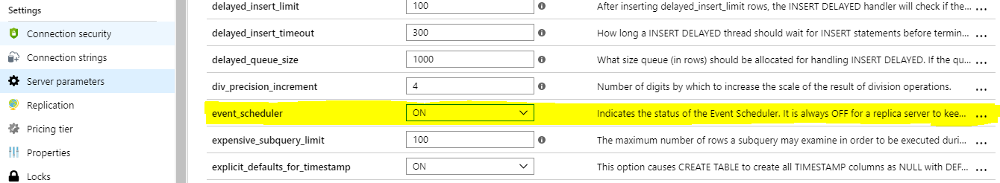 Settings
Connection security
Connection strings
Server parameters
Replication
Pricing tier
Properties
Locks
delayed_insert_limit 100 After inserting delayed_insert_limit rows, the INSERT DELAYED handler will check if the... ...
delayed_insert_timeout 300 How long a INSERT DELAYED thread should wait for INSERT statements before termin... ...
delayed_queue_size 1000 What size queue (in rows) should be allocated for handling INSERT DELAYED. If the qu... ...
div_precision_increment 4 Number of digits by which to increase the scale of the result of division operations. ...
event_scheduler ON Indicates the status of the Event Scheduler. It is always OFF for a replica server to kee... ...
expensive_subquery_limit 100 The maximum number of rows a subquery may examine in order to be executed duri... ...
explicit_defaults_for_timestamp ON This option causes CREATE TABLE to create all TIMESTAMP columns as NULL with DEF... ...